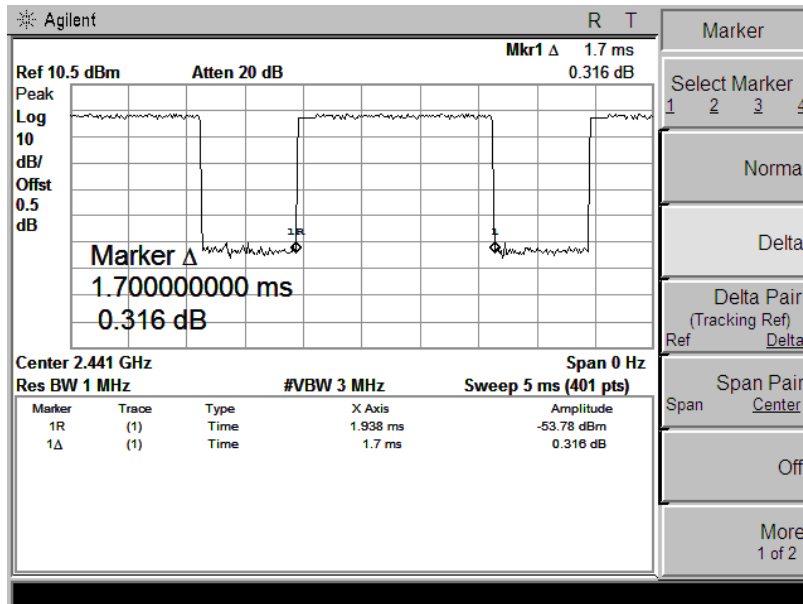 Agilent R T
Mkr1 Δ 1.7 ms
Ref 10.5 dBm Atten 20 dB 0.316 dB
Peak
Log
10
dB/
Offst
0.5
dB
1R 1
Marker Δ
1.700000000 ms
0.316 dB
Center 2.441 GHz Span 0 Hz
Res BW 1 MHz #VBW 3 MHz Sweep 5 ms (401 pts)
Marker Trace Type X Axis Amplitude
1R (1) Time 1.938 ms -53.78 dBm
1Δ (1) Time 1.7 ms 0.316 dB
Marker
Select Marker
1 2 3 4
Norma
Delta
Delta Pair
(Tracking Ref)
Ref Delta
Span Pair
Span Center
Off
More
1 of 2